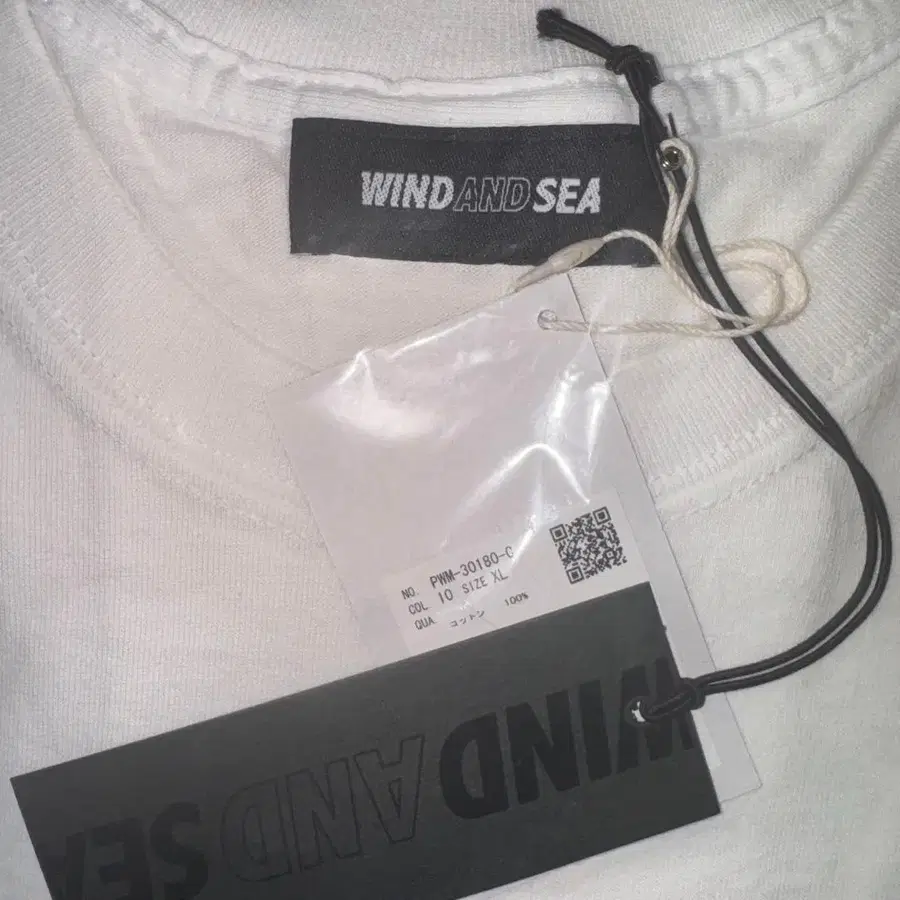 WIND AND SEA
NO. PWM-30180-C
COL 10 SIZE XL
QUA コットン 100%
WIND AND SEA